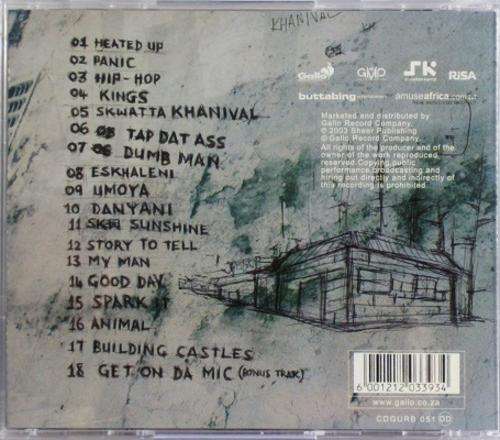 KHANIVAL
01 HEATED UP
02 PANIC
03 HIP-HOP
04 KINGS
05 SKWATTA KHANIVAL
06 TAP DAT ASS
07 DUMB MAN
08 ESKHALENI
09 UMOYA
10 DANYANI
11 SUNSHINE
12 STORY TO TELL
13 MY MAN
14 GOOD DAY
15 SPARK IT
16 ANIMAL
17 BUILDING CASTLES
18 GET ON DA MIC (BONUS TRAK)
Gallo GLOLP SK RISA
buttabing amuseafrica.com
Marketed and distributed by
Gallo Record Company.
© 2003 Sheer Publishing
© Gallo Record Company.
All rights of the producer and of the
owner of the work reproduced
reserved.Copying,public
performance,broadcasting and
hiring out directly and indirectly of
this recording is prohibited.
6 001212 033934
www.gallo.co.za
CDGURB 051 DD